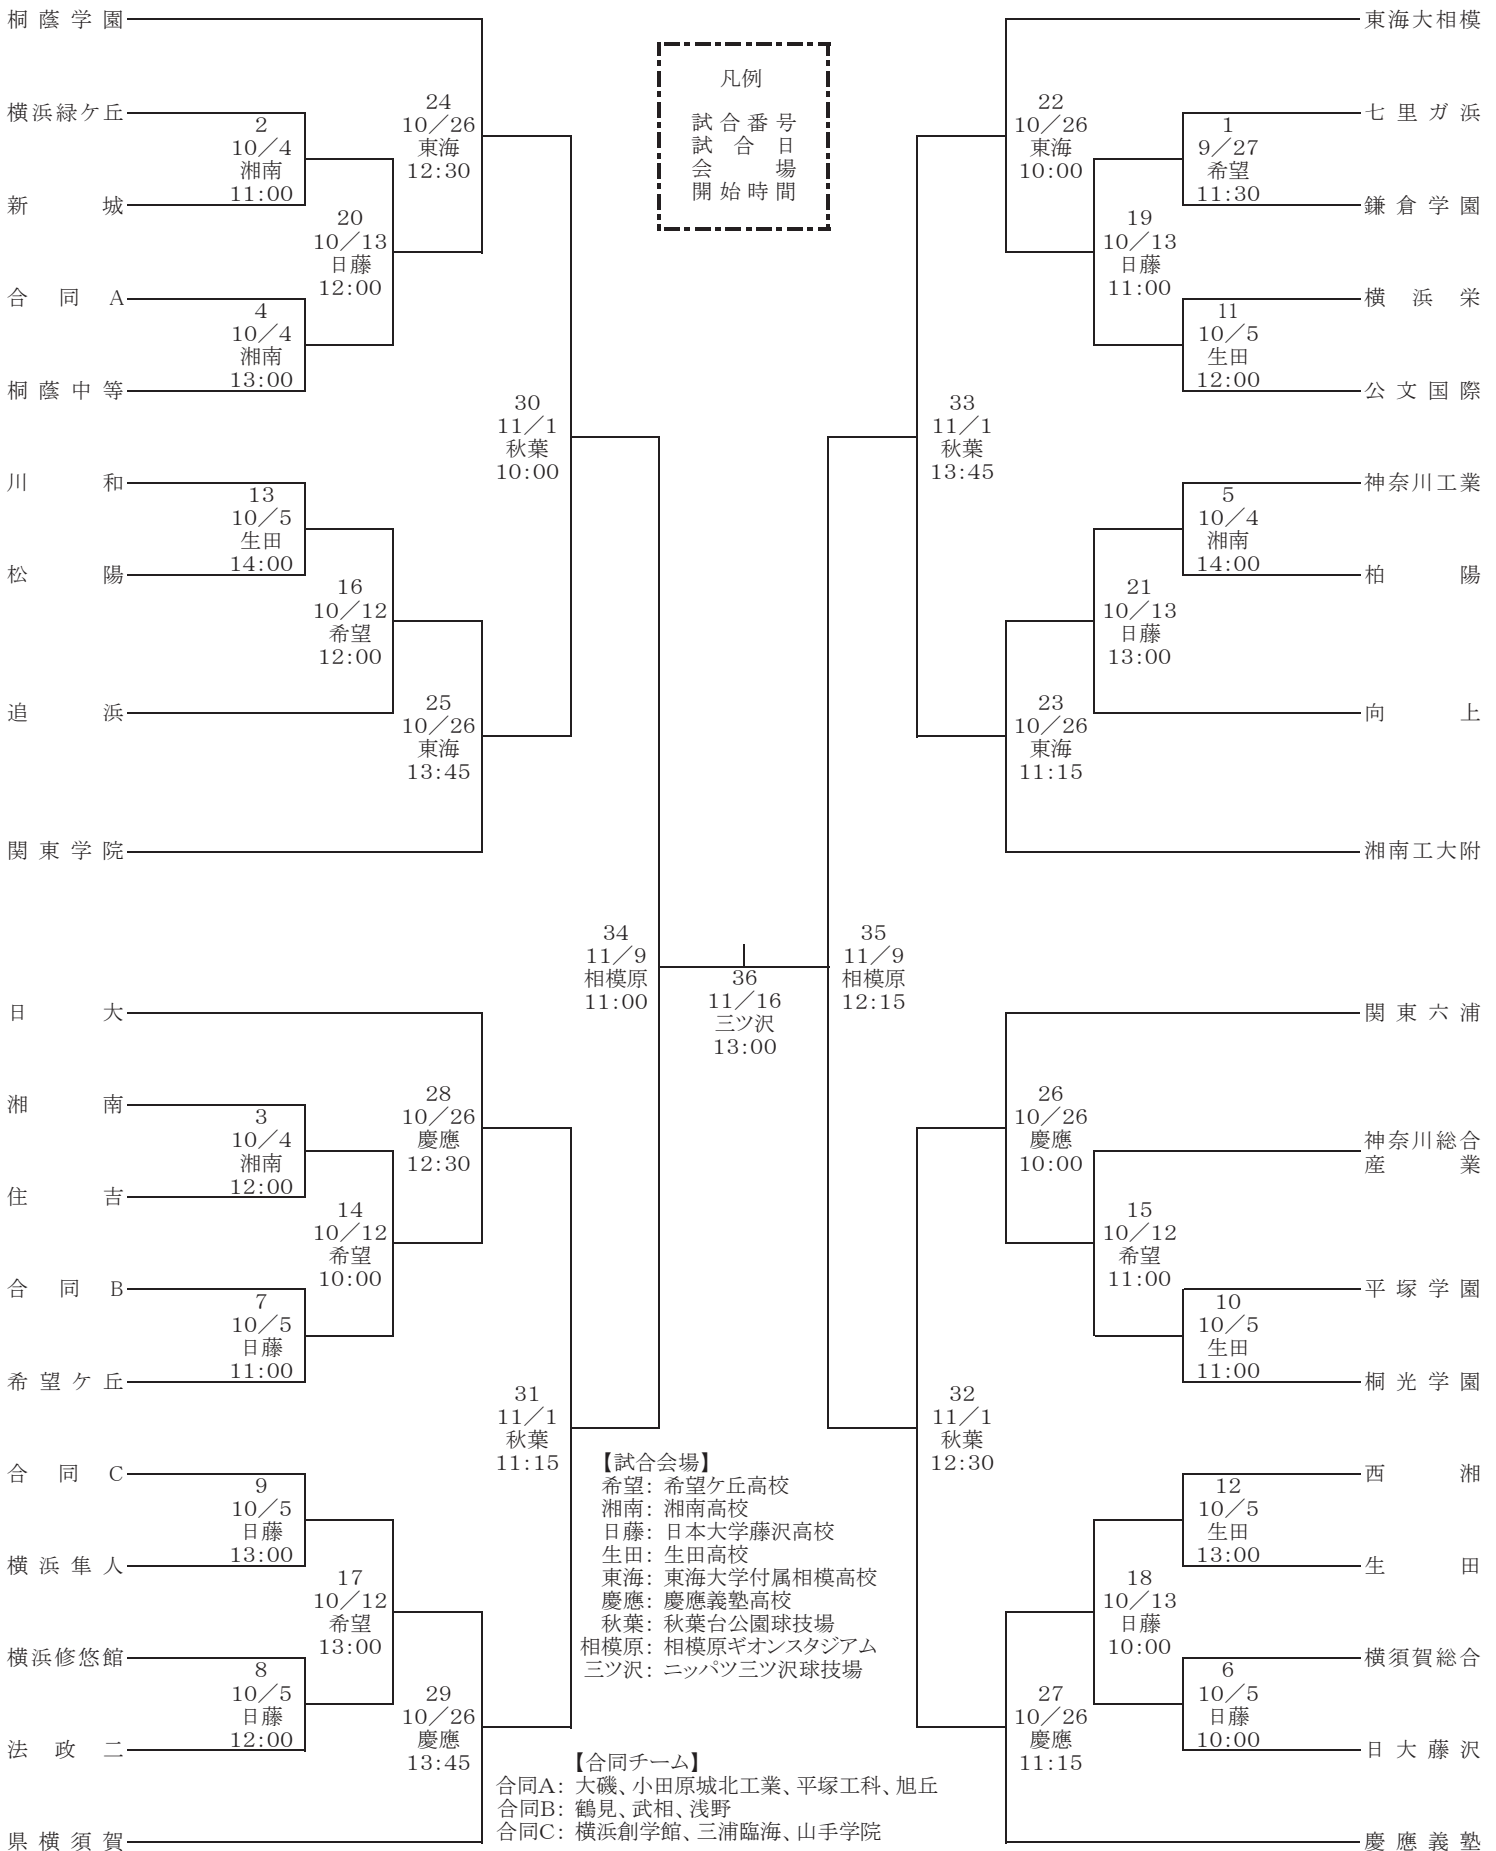 桐蔭学園
横浜緑ケ丘
2
10/4
湘南
11:00
新城
24
10/26
東海
12:30
20
10/13
日藤
12:00
合同A
4
10/4
湘南
13:00
桐蔭中等
30
11/1
秋葉
10:00
川和
13
10/5
生田
14:00
松陽
16
10/12
希望
12:00
追浜
25
10/26
東海
13:45
関東学院
凡例
試合番号
試合日
会場
開始時間
東海大相模
22
10/26
東海
10:00
七里ガ浜
1
9/27
希望
11:30
鎌倉学園
19
10/13
日藤
11:00
横浜栄
11
10/5
生田
12:00
公文国際
33
11/1
秋葉
13:45
神奈川工業
5
10/4
湘南
14:00
柏陽
21
10/13
日藤
13:00
向上
23
10/26
東海
11:15
湘南工大附
34
11/9
相模原
11:00
36
11/16
三ツ沢
13:00
35
11/9
相模原
12:15
日大
湘南
3
10/4
湘南
12:00
住吉
28
10/26
慶應
12:30
14
10/12
希望
10:00
合同B
7
10/5
日藤
11:00
希望ケ丘
31
11/1
秋葉
11:15
合同C
9
10/5
日藤
13:00
横浜隼人
17
10/12
希望
13:00
横浜修悠館
8
10/5
日藤
12:00
法政二
29
10/26
慶應
13:45
県横須賀
関東六浦
26
10/26
慶應
10:00
神奈川総合
産業
15
10/12
希望
11:00
平塚学園
10
10/5
生田
11:00
桐光学園
32
11/1
秋葉
12:30
西湘
12
10/5
生田
13:00
生田
18
10/13
日藤
10:00
横須賀総合
6
10/5
日藤
10:00
日大藤沢
27
10/26
慶應
11:15
慶應義塾
【試合会場】
希望：希望ケ丘高校
湘南：湘南高校
日藤：日本大学藤沢高校
生田：生田高校
東海：東海大学付属相模高校
慶應：慶應義塾高校
秋葉：秋葉台公園球技場
相模原：相模原ギオンスタジアム
三ツ沢：ニッパツ三ツ沢球技場
【合同チーム】
合同A：大磯、小田原城北工業、平塚工科、旭丘
合同B：鶴見、武相、浅野
合同C：横浜創学館、三浦臨海、山手学院